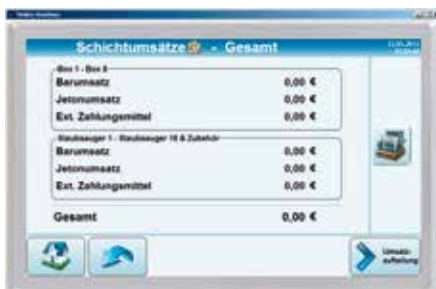 Schichtumsätze - Gesamt
Box 1 - Box 8
Barumsatz 0,00 €
Jetonumsatz 0,00 €
Ext. Zahlungsmittel 0,00 €
Staubsauger 1 - Staubsauger 16 & Zubehör
Barumsatz 0,00 €
Jetonumsatz 0,00 €
Ext. Zahlungsmittel 0,00 €
Gesamt 0,00 €
Umsatz-
aufteilung